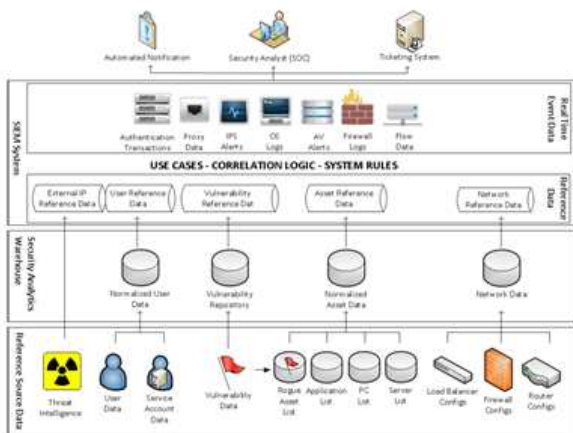 Automated Notification
Security Analyst (SOC)
Ticketing System
SIEM System
Real Time
Event Data
Authentication
Transactions
Proxy
Data
IPS
Alerts
OS
Logs
AV
Alerts
Firewall
Logs
Flow
Data
USE CASES - CORRELATION LOGIC - SYSTEM RULES
Reference
Data
External IP
Reference Data
User Reference
Data
Vulnerability
Reference Dat
Asset Reference
Data
Network
Reference Data
Security Analytics
Warehouse
Normalized User
Data
Vulnerability
Repository
Normalized
Asset Data
Network Data
Reference Source Data
Threat
Intelligence
User
Data
Service
Account Data
Vulnerability
Data
Rogue
Asset
List
Application
List
PC
List
Server
List
Load Balancer
Configs
Firewall
Configs
Router
Configs